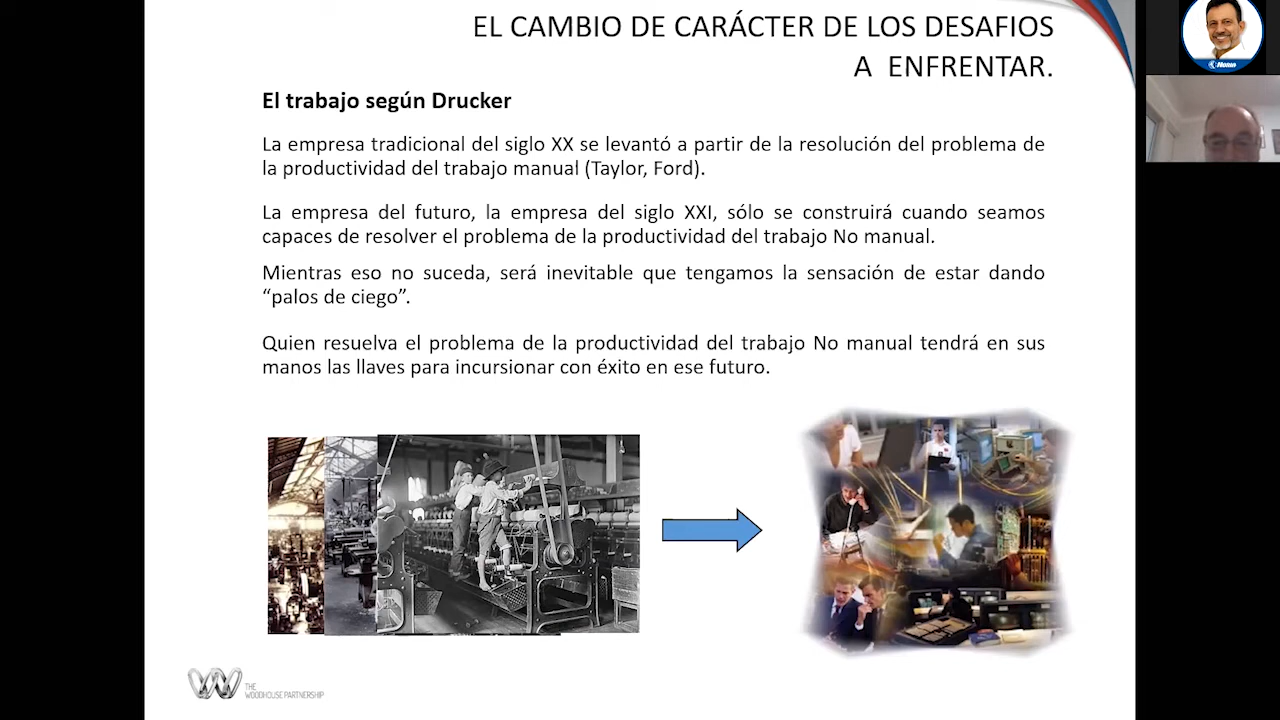 EL CAMBIO DE CARÁCTER DE LOS DESAFIOS
A ENFRENTAR.
El trabajo según Drucker
La empresa tradicional del siglo XX se levantó a partir de la resolución del problema de
la productividad del trabajo manual (Taylor, Ford).
La empresa del futuro, la empresa del siglo XXI, sólo se construirá cuando seamos
capaces de resolver el problema de la productividad del trabajo No manual.
Mientras eso no suceda, será inevitable que tengamos la sensación de estar dando
“palos de ciego”.
Quien resuelva el problema de la productividad del trabajo No manual tendrá en sus
manos las llaves para incursionar con éxito en ese futuro.
THE
WOODHOUSE PARTNERSHIP